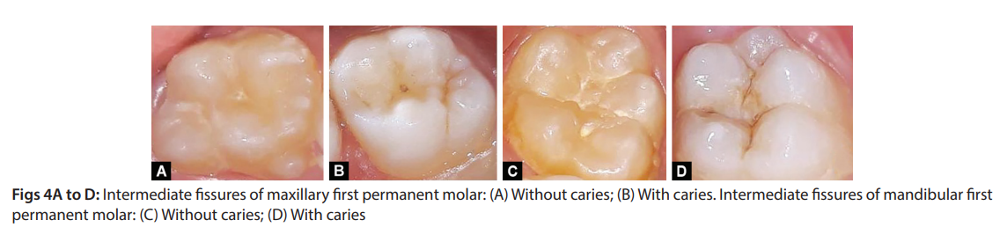 A
B
C
D
Figs 4A to D: Intermediate fissures of maxillary first permanent molar: (A) Without caries; (B) With caries. Intermediate fissures of mandibular first
permanent molar: (C) Without caries; (D) With caries